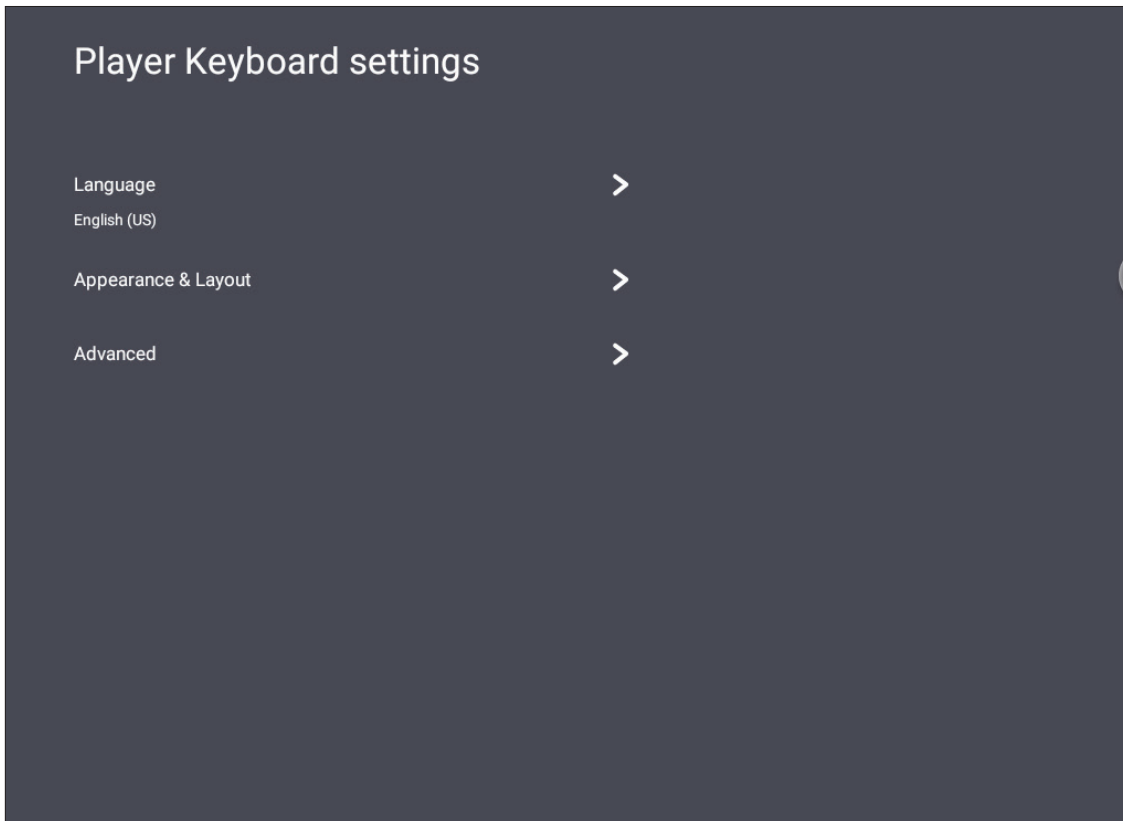 Player Keyboard settings
Language
English (US)
Appearance & Layout
Advanced